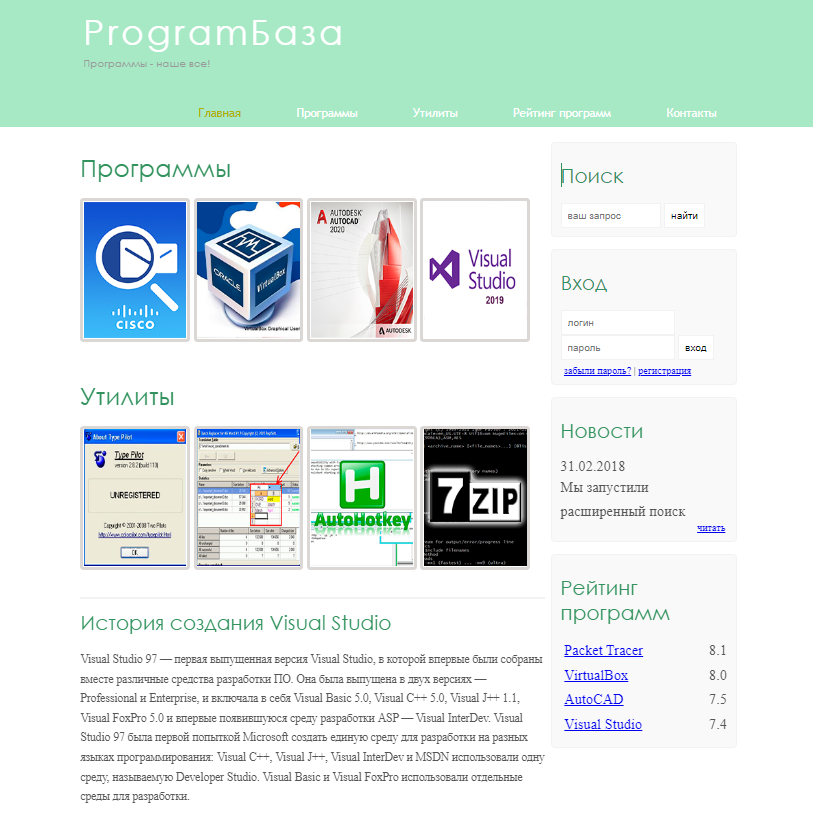 ProgramБаза
Программы - наше все!
Главная Программы Утилиты Рейтинг программ Контакты
Программы
CISCO
ORACLE
VirtualBox
VirtualBox Graphical User
AUTODESK
AUTOCAD
2020
AUTODESK
Visual
Studio
2019
Утилиты
About Type Pilot
Type Pilot
UNREGISTERED
OK
AutoHotkey
7ZIP
История создания Visual Studio
Visual Studio 97 — первая выпущенная версия Visual Studio, в которой впервые были собраны
вместе различные средства разработки ПО. Она была выпущена в двух версиях —
Professional и Enterprise, и включала в себя Visual Basic 5.0, Visual C++ 5.0, Visual J++ 1.1,
Visual FoxPro 5.0 и впервые появившуюся среду разработки ASP — Visual InterDev. Visual
Studio 97 была первой попыткой Microsoft создать единую среду для разработки на разных
языках программирования: Visual C++, Visual J++, Visual InterDev и MSDN использовали одну
среду, называемую Developer Studio. Visual Basic и Visual FoxPro использовали отдельные
среды для разработки.
Поиск
ваш запрос найти
Вход
логин
пароль вход
забыли пароль? | регистрация
Новости
31.02.2018
Мы запустили
расширенный поиск
читать
Рейтинг
программ
Packet Tracer 8.1
VirtualBox 8.0
AutoCAD 7.5
Visual Studio 7.4